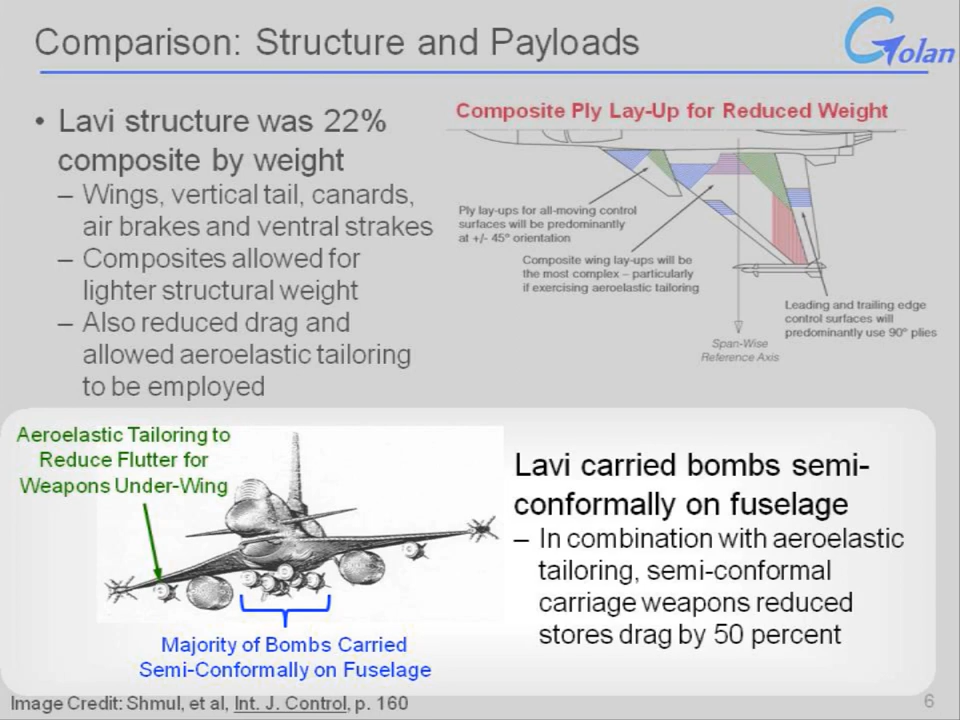 Comparison: Structure and Payloads
Golan
• Lavi structure was 22%
composite by weight
– Wings, vertical tail, canards,
air brakes and ventral strakes
– Composites allowed for
lighter structural weight
– Also reduced drag and
allowed aeroelastic tailoring
to be employed
Composite Ply Lay-Up for Reduced Weight
Ply lay-ups for all-moving control
surfaces will be predominantly
at +/- 45° orientation
Composite wing lay-ups will be
the most complex – particularly
if exercising aeroelastic tailoring
Leading and trailing edge
control surfaces will
predominantly use 90° plies
Span-Wise
Reference Axis
Aeroelastic Tailoring to
Reduce Flutter for
Weapons Under-Wing
Majority of Bombs Carried
Semi-Conformally on Fuselage
Lavi carried bombs semi-
conformally on fuselage
– In combination with aeroelastic
tailoring, semi-conformal
carriage weapons reduced
stores drag by 50 percent
Image Credit: Shmul, et al, Int. J. Control, p. 160
6